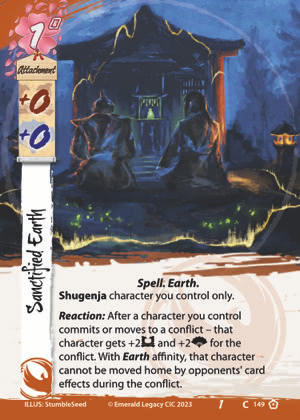 1
Attachment
+0
+0
Sanctified Earth
Spell. Earth.
Shugenja character you control only.
Reaction: After a character you control
commits or moves to a conflict – that
character gets +2 and +2 for the
conflict. With Earth affinity, that character
cannot be moved home by opponents' card
effects during the conflict.
ILLUS: StumbleSeed © Emerald Legacy CIC 2023 1 C 149